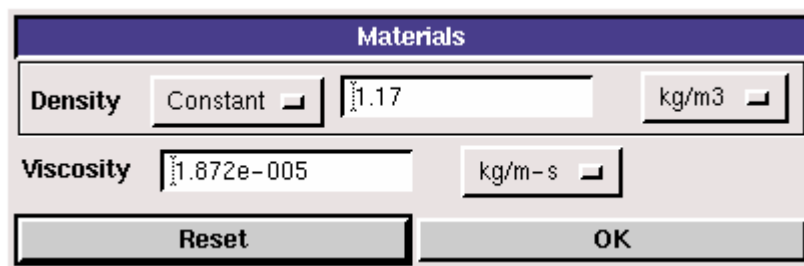 Materials
Density Constant 1.17 kg/m3
Viscosity 1.872e-005 kg/m-s
Reset OK